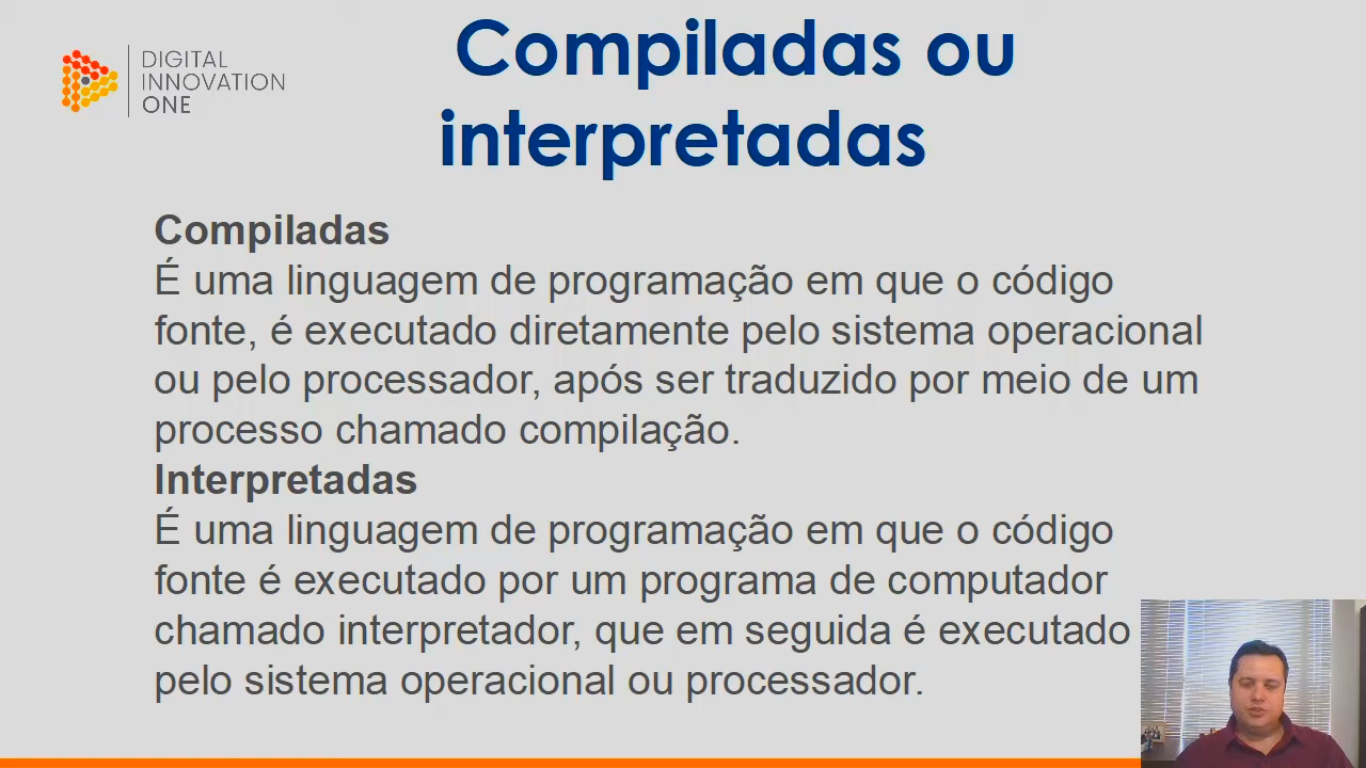 DIGITAL
INNOVATION
ONE
Compiladas ou
interpretadas
Compiladas
É uma linguagem de programação em que o código
fonte, é executado diretamente pelo sistema operacional
ou pelo processador, após ser traduzido por meio de um
processo chamado compilação.
Interpretadas
É uma linguagem de programação em que o código
fonte é executado por um programa de computador
chamado interpretador, que em seguida é executado
pelo sistema operacional ou processador.